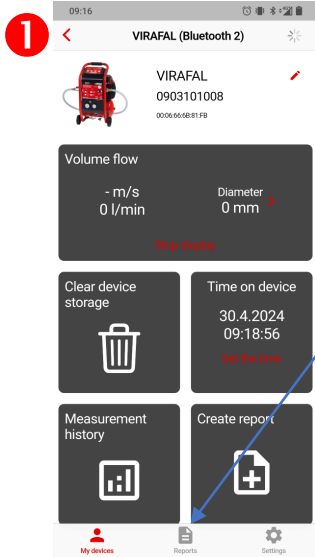 1
09:16
VIRAFAL (Bluetooth 2)
VIRAFAL
0903101008
00:06:66:6B:81:FB
Volume flow
- m/s
0 l/min
Diameter
0 mm
Stop display
Clear device
storage
Time on device
30.4.2024
09:18:56
Set the time
Measurement
history
Create report
My devices
Reports
Settings